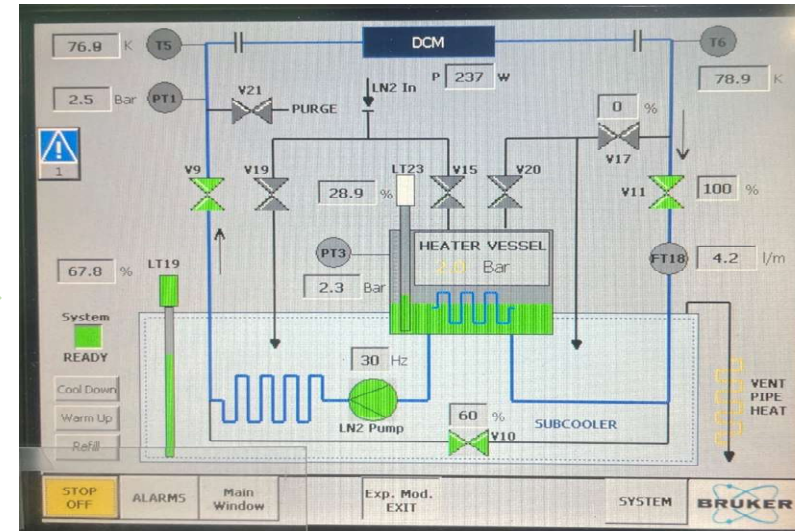 76.9 K T5
DCM
T6
P 237 W
78.9 K
2.5 Bar PT1
V21
PURGE
LN2 In
0 %
V17
1
V9
V19
LT23
V15
V20
28.9 %
V11
100 %
HEATER VESSEL
Bar
PT3
2.3 Bar
FT18
4.2 l/m
67.8 %
LT19
System
READY
30 Hz
Cool Down
Warm Up
Refill
LN2 Pump
60 %
V10
SUBCOOLER
VENT
PIPE
HEAT
STOP
OFF
ALARMS
Main
Window
Exp. Mod.
EXIT
SYSTEM
BRUKER